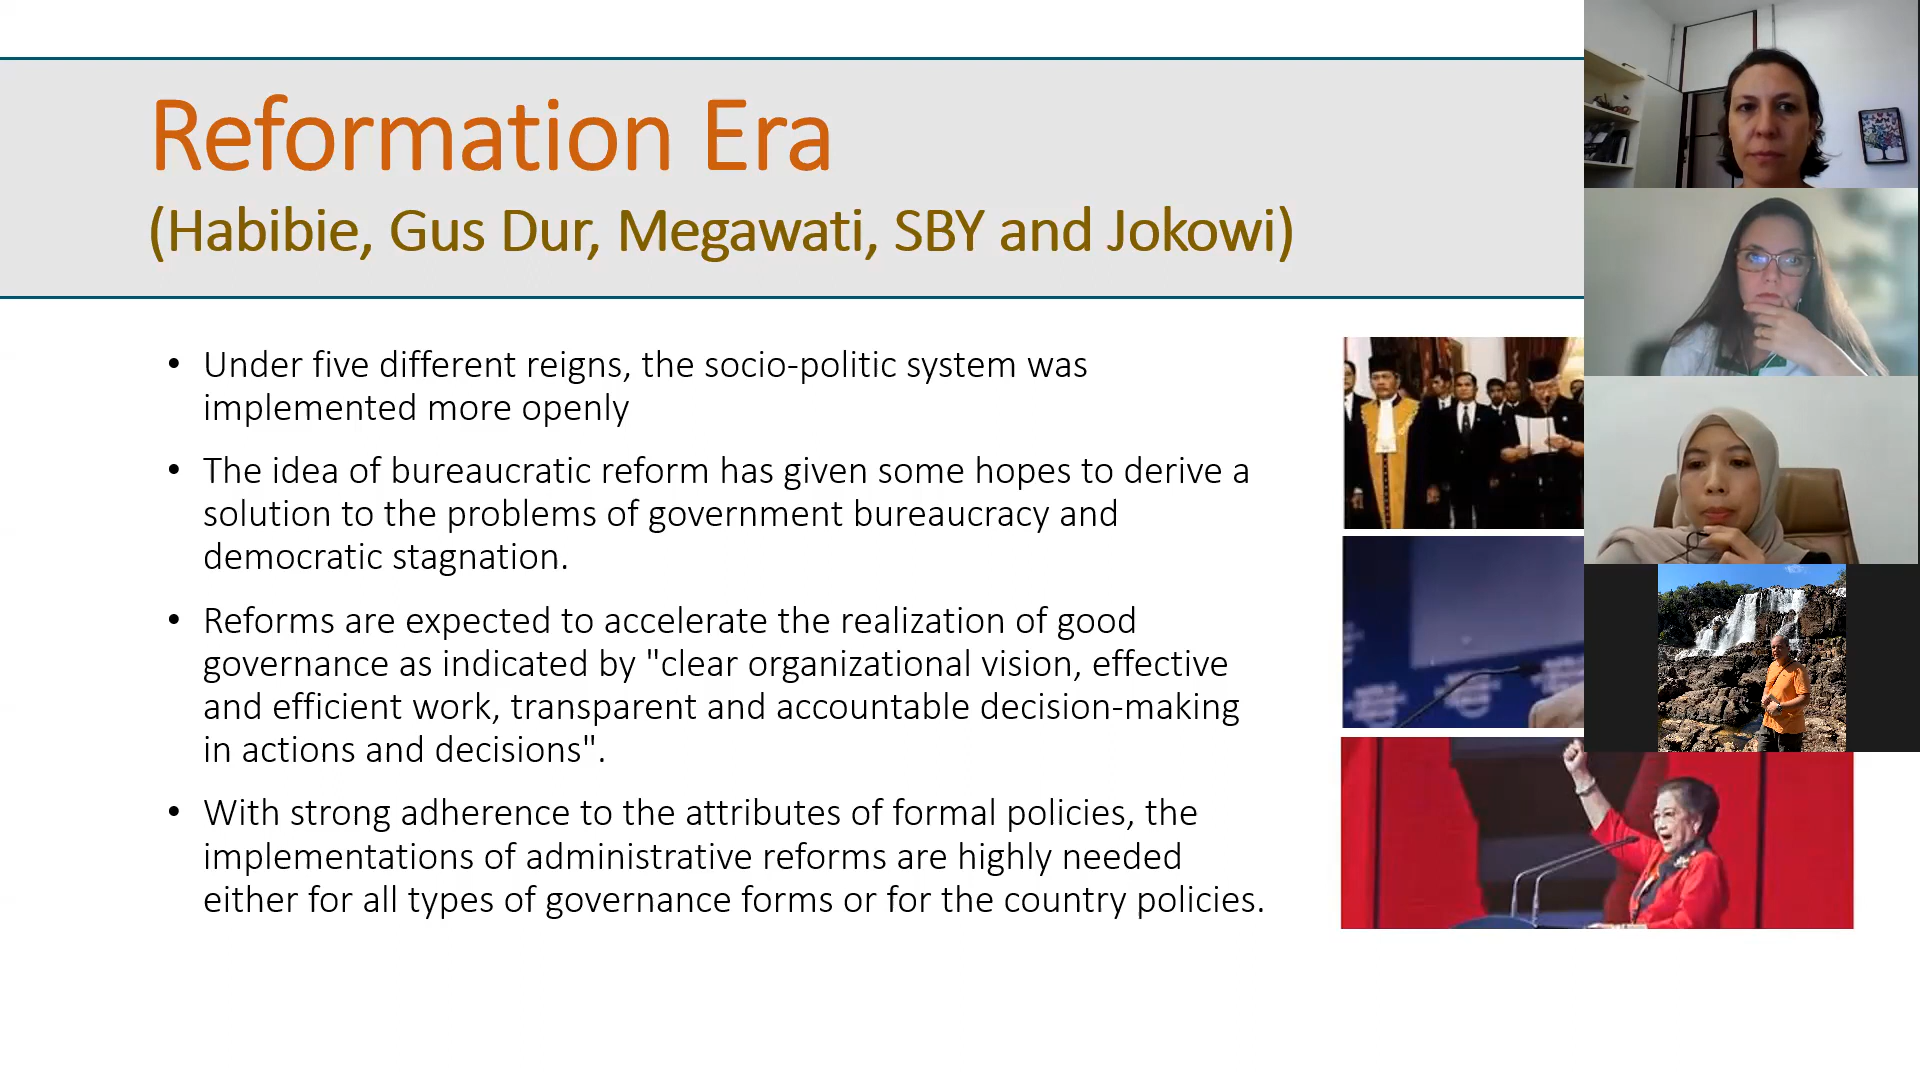 Reformation Era
(Habibie, Gus Dur, Megawati, SBY and Jokowi)
• Under five different reigns, the socio-politic system was
implemented more openly
• The idea of bureaucratic reform has given some hopes to derive a
solution to the problems of government bureaucracy and
democratic stagnation.
• Reforms are expected to accelerate the realization of good
governance as indicated by "clear organizational vision, effective
and efficient work, transparent and accountable decision-making
in actions and decisions".
• With strong adherence to the attributes of formal policies, the
implementations of administrative reforms are highly needed
either for all types of governance forms or for the country policies.